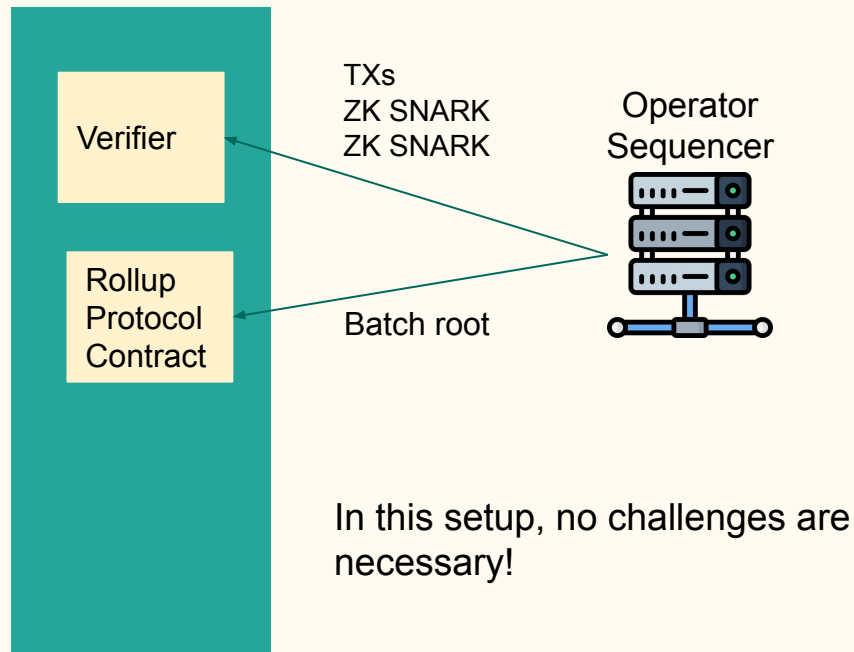 Verifier
TXs
ZK SNARK
ZK SNARK
Operator
Sequencer
Rollup
Protocol
Contract
Batch root
In this setup, no challenges are
necessary!